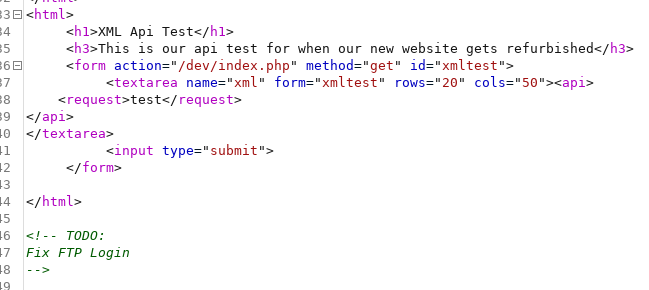 33 <html>
34 <h1>XML Api Test</h1>
35 <h3>This is our api test for when our new website gets refurbished</h3>
36 <form action="/dev/index.php" method="get" id="xmltest">
37 <textarea name="xml" form="xmltest" rows="20" cols="50"><api>
38 <request>test</request>
39 </api>
40 </textarea>
41 <input type="submit">
42 </form>
43
44 </html>
45
46 <!-- TODO:
47 Fix FTP Login
48 -->
49